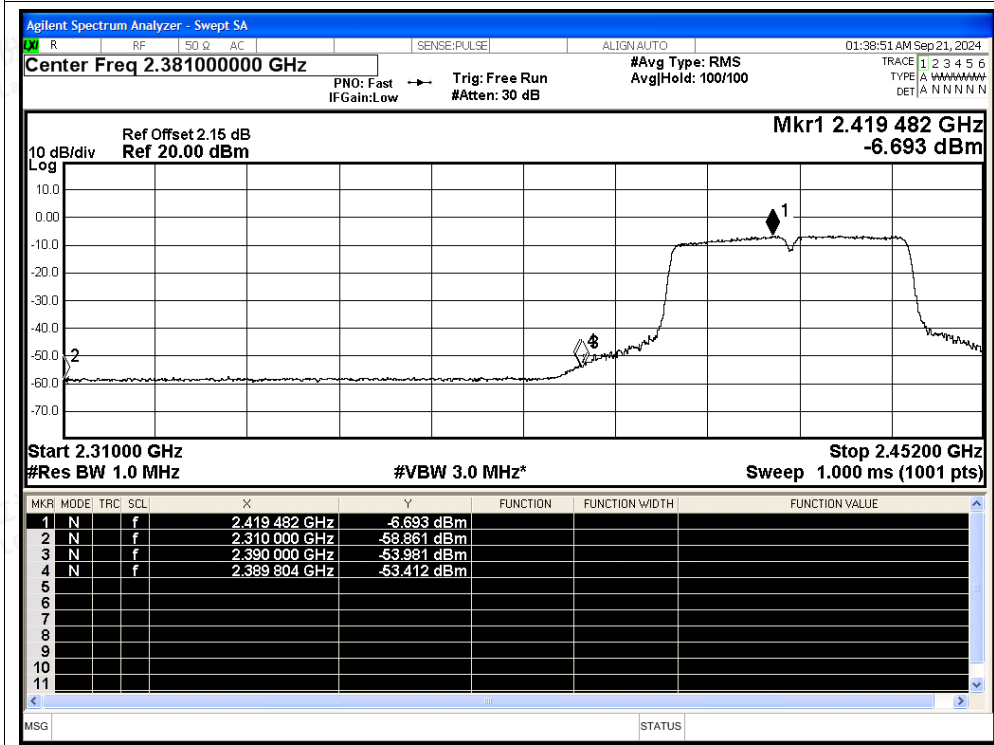 Agilent Spectrum Analyzer - Swept SA
LXI R RF 50 Ω AC SENSE:PULSE ALIGN AUTO 01:38:51 AM Sep 21, 2024
Center Freq 2.381000000 GHz
PNO: Fast
IFGain:Low
Trig: Free Run
#Atten: 30 dB
#Avg Type: RMS
Avg|Hold: 100/100
TRACE 1 2 3 4 5 6
TYPE A WWWWW
DET A N N N N N
Ref Offset 2.15 dB
10 dB/div Ref 20.00 dBm
Log
Mkr1 2.419 482 GHz
-6.693 dBm
10.0
0.00
-10.0
-20.0
-30.0
-40.0
-50.0
-60.0
-70.0
1
2
4
Start 2.31000 GHz Stop 2.45200 GHz
#Res BW 1.0 MHz #VBW 3.0 MHz* Sweep 1.000 ms (1001 pts)
MKR MODE TRC SCL X Y FUNCTION FUNCTION WIDTH FUNCTION VALUE
1 N f 2.419 482 GHz -6.693 dBm
2 N f 2.310 000 GHz -58.861 dBm
3 N f 2.390 000 GHz -53.981 dBm
4 N f 2.389 804 GHz -53.412 dBm
5
6
7
8
9
10
11
MSG STATUS